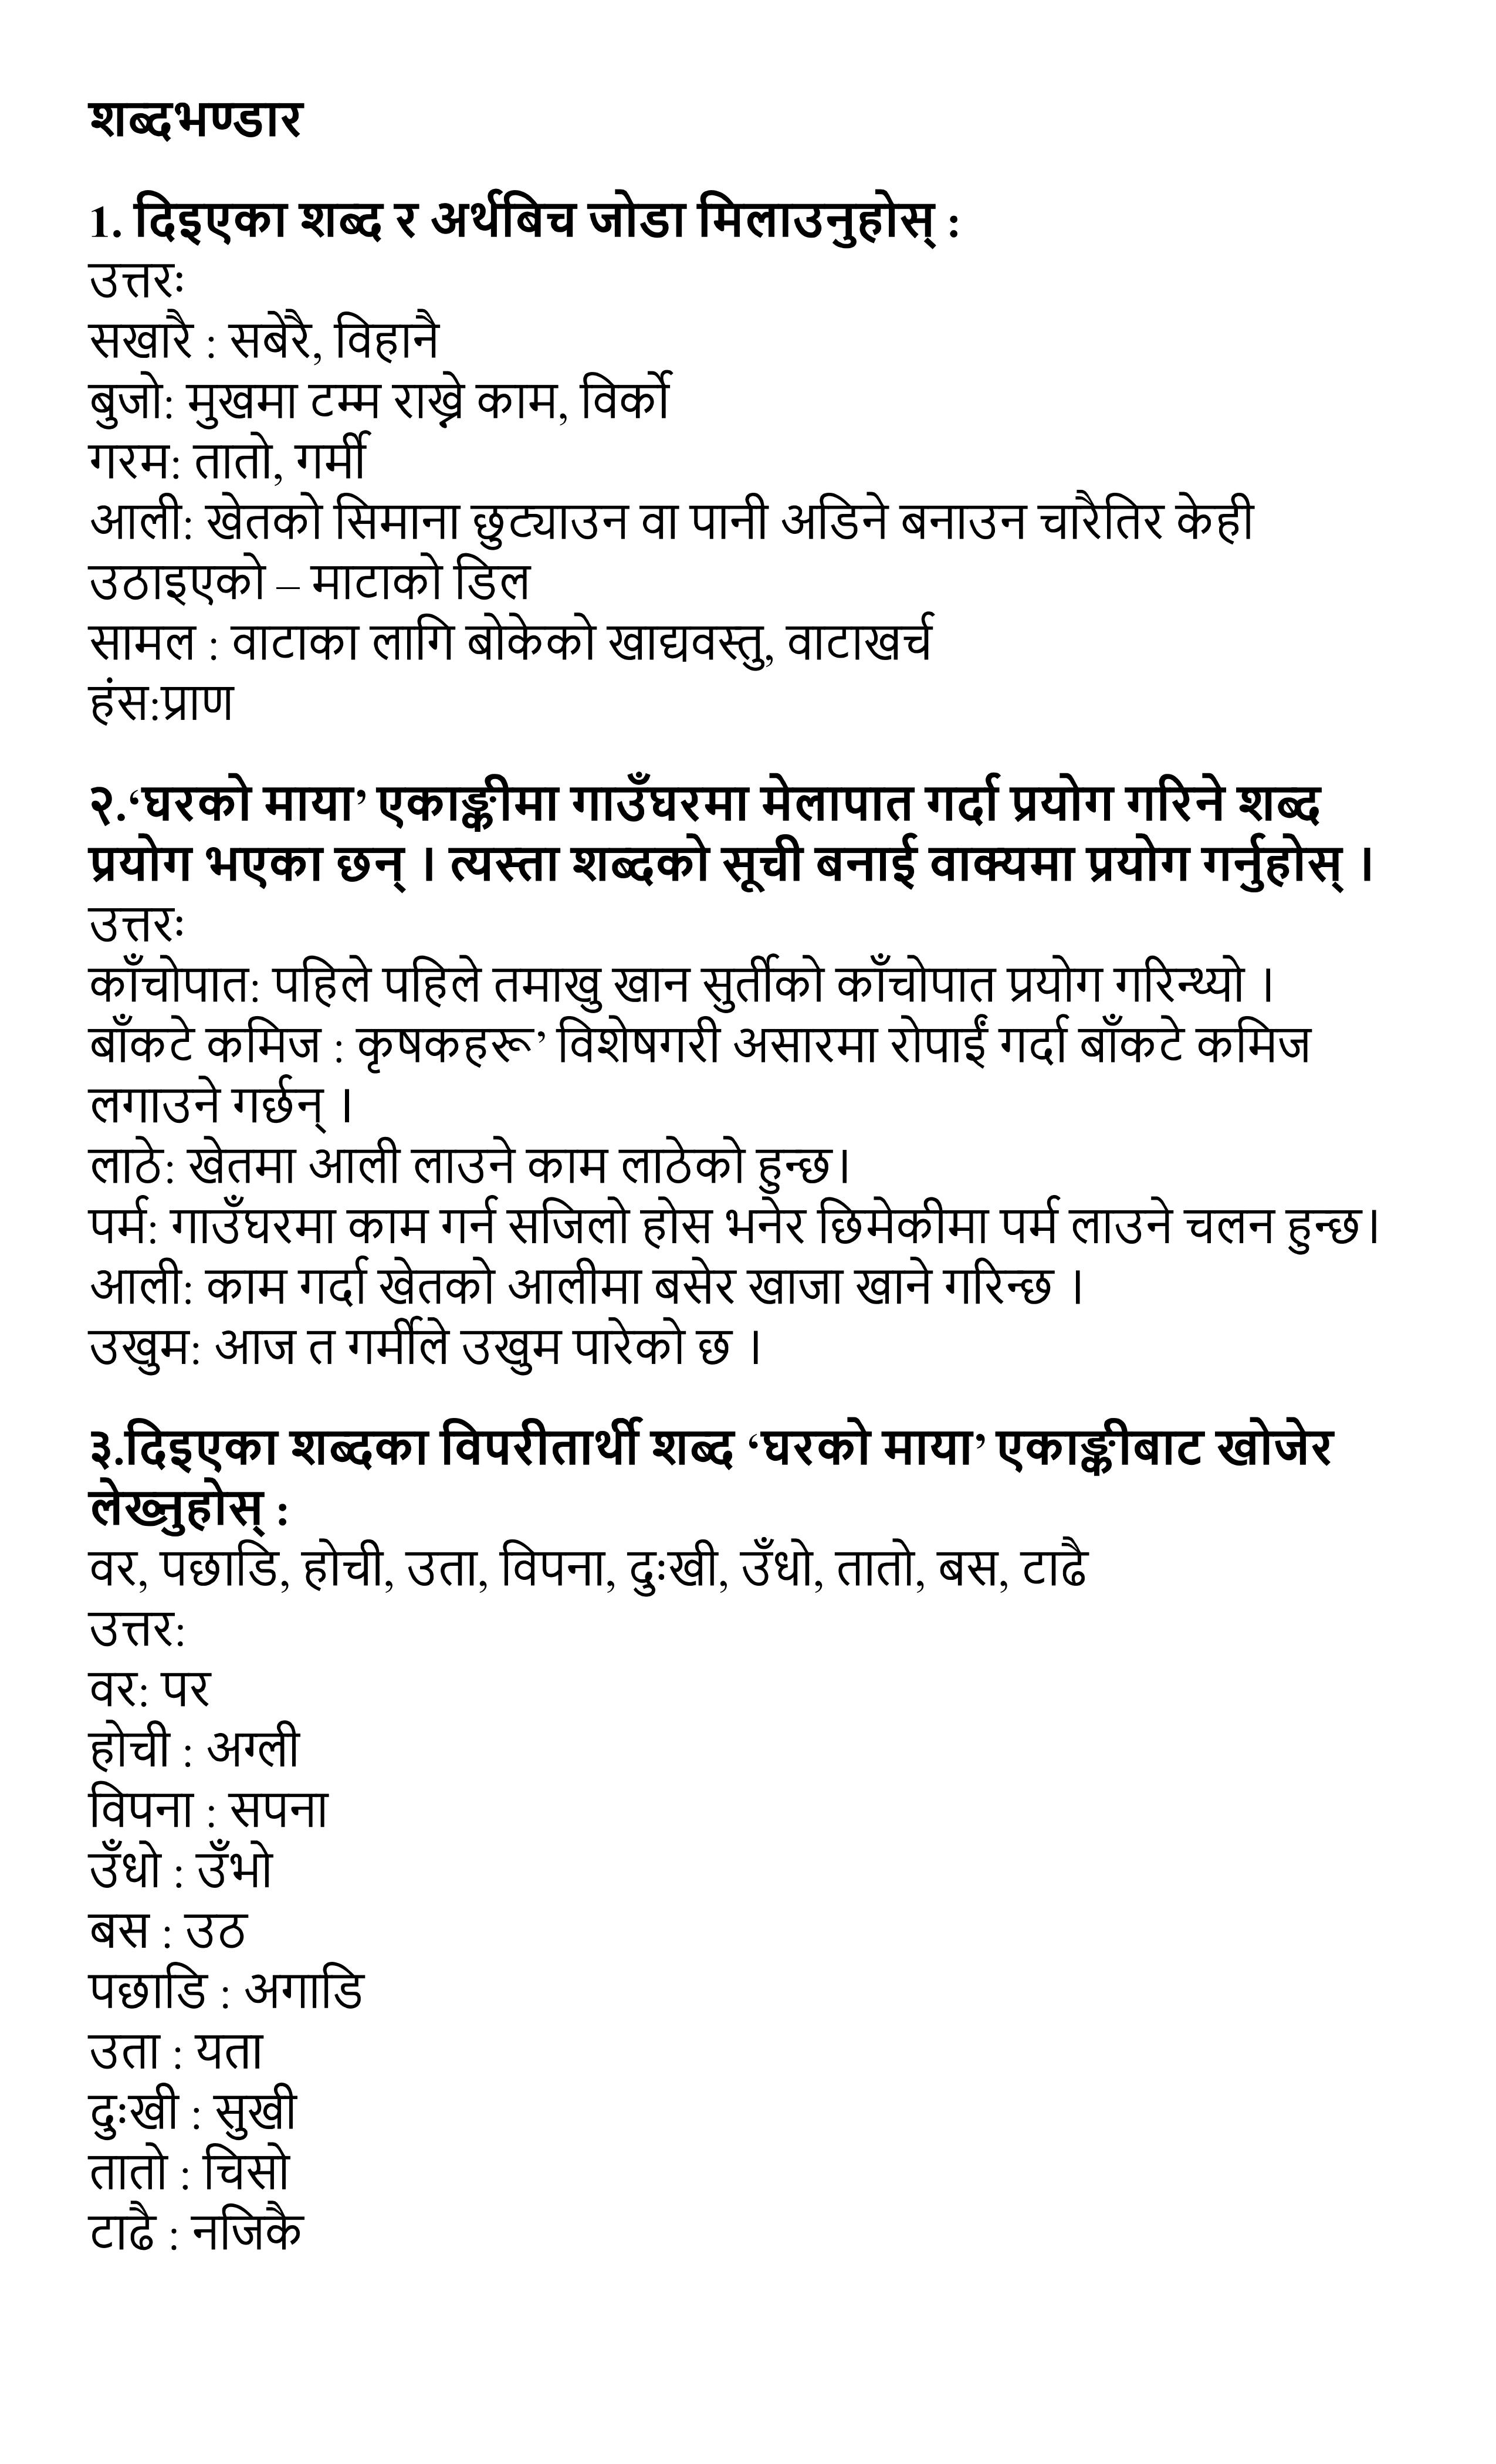 शब्दभण्डार
1. दिइएका शब्द र अर्थबिच जोडा मिलाउनुहोस् :
उत्तरः
सखारै : सबेरै, विहानै
बुजो: मुखमा टम्म राख्ने काम, विर्को
गरम: तातो, गर्मी
आली: खेतको सिमाना छुट्याउन वा पानी अडिने बनाउन चारैतिर केही
उठाइएको – माटाको डिल
सामल : वाटाका लागि बोकेको खाद्यवस्तु, वाटाखर्च
हंस:प्राण
२.‘घरको माया’ एकाङ्कीमा गाउँघरमा मेलापात गर्दा प्रयोग गरिने शब्द
प्रयोग भएका छन् । त्यस्ता शब्दको सूची बनाई वाक्यमा प्रयोग गर्नुहोस् ।
उत्तरः
काँचोपात: पहिले पहिले तमाखु खान सुर्तीको काँचोपात प्रयोग गरिन्थ्यो ।
बाँकटे कमिज : कृषकहरू’ विशेषगरी असारमा रोपाईं गर्दा बाँकटे कमिज
लगाउने गर्छन् ।
लाठे: खेतमा आली लाउने काम लाठेको हुन्छ।
पर्म: गाउँघरमा काम गर्न सजिलो होस भनेर छिमेकीमा पर्म लाउने चलन हुन्छ।
आली: काम गर्दा खेतको आलीमा बसेर खाजा खाने गरिन्छ ।
उखुम: आज त गर्मीले उखुम पारेको छ ।
३.दिइएका शब्दका विपरीतार्थी शब्द ‘घरको माया’ एकाङ्कीबाट खोजेर
लेख्नुहोस् :
वर, पछाडि, होची, उता, विपना, दुःखी, उँधो, तातो, बस, टाढै
उत्तर:
वर: पर
होची : अग्ली
विपना : सपना
उँधो : उँभो
बस : उठ
पछाडि : अगाडि
उता : यता
दुःखी : सुखी
तातो : चिसो
टाढै : नजिकै